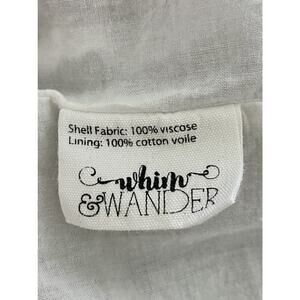 Shell Fabric: 100% viscose
Lining: 100% cotton voile
whim
&WANDER